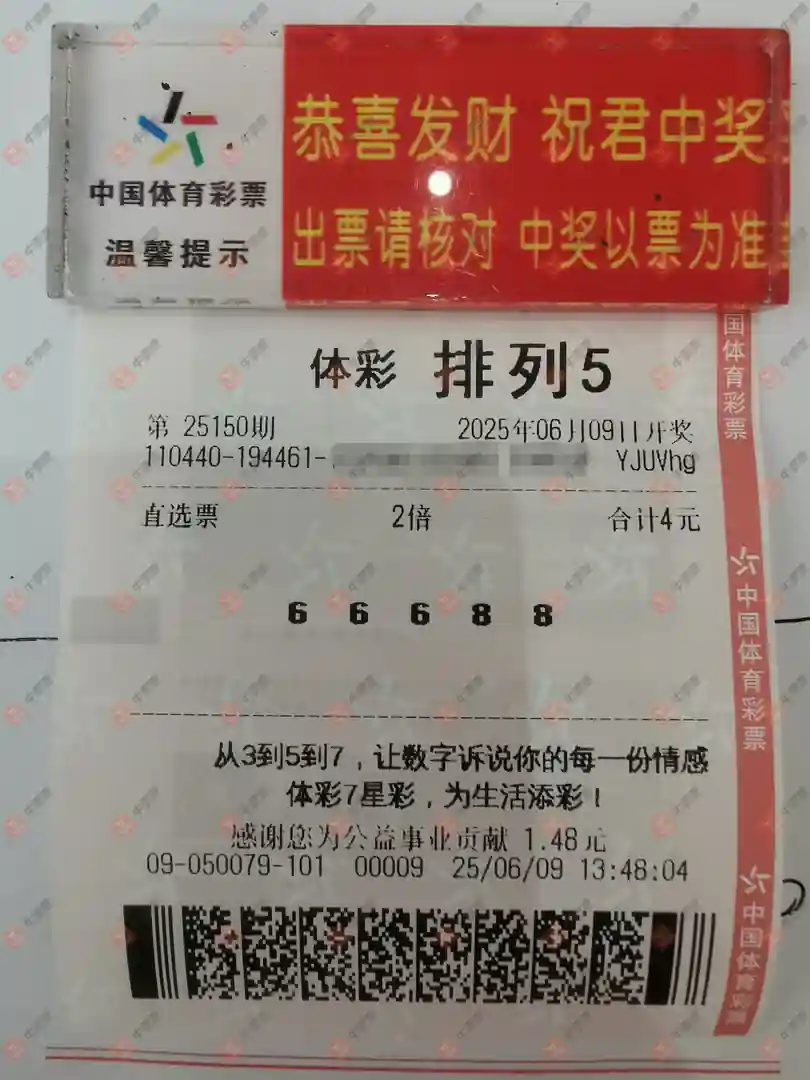 中国体育彩票
温馨提示
恭喜发财 祝君中奖
出票请核对 中奖以票为准
体彩 排列5
第 25150期 2025年06月09日开奖
110440-194461- YJUVhg
直选票 2倍 合计4元
6 6 6 8 8
从3到5到7，让数字诉说你的每一份情感
体彩7星彩，为生活添彩！
感谢您为公益事业贡献 1.48元
09-050079-101 00009 25/06/09 13:48:04
国体育彩票
中国体育彩票
中国体育彩票